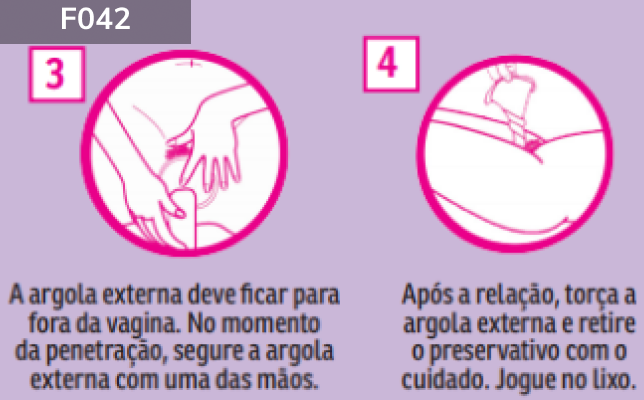 F042
3
A argola externa deve ficar para
fora da vagina. No momento
da penetração, segure a argola
externa com uma das mãos.
4
Após a relação, torça a
argola externa e retire
o preservativo com o
cuidado. Jogue no lixo.